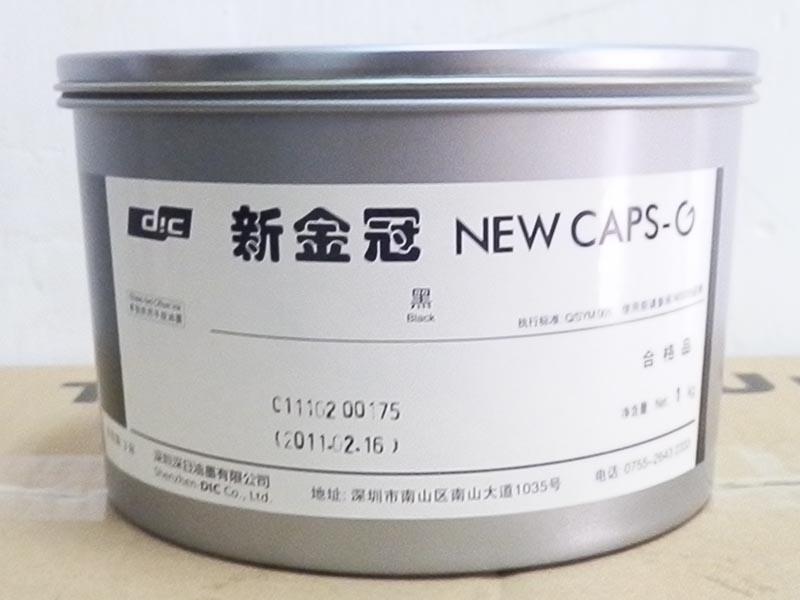 dic 新金冠 NEW CAPS-G
黑
Black
执行标准 Q/SYM 001
合格品
C11102 00175
净含量 Net. 1 kg
(2011.02.16)
深圳深日油墨有限公司
Shenzhen DIC Co., Ltd.
地址: 深圳市南山区南山大道1035号
电话: 0755-2643